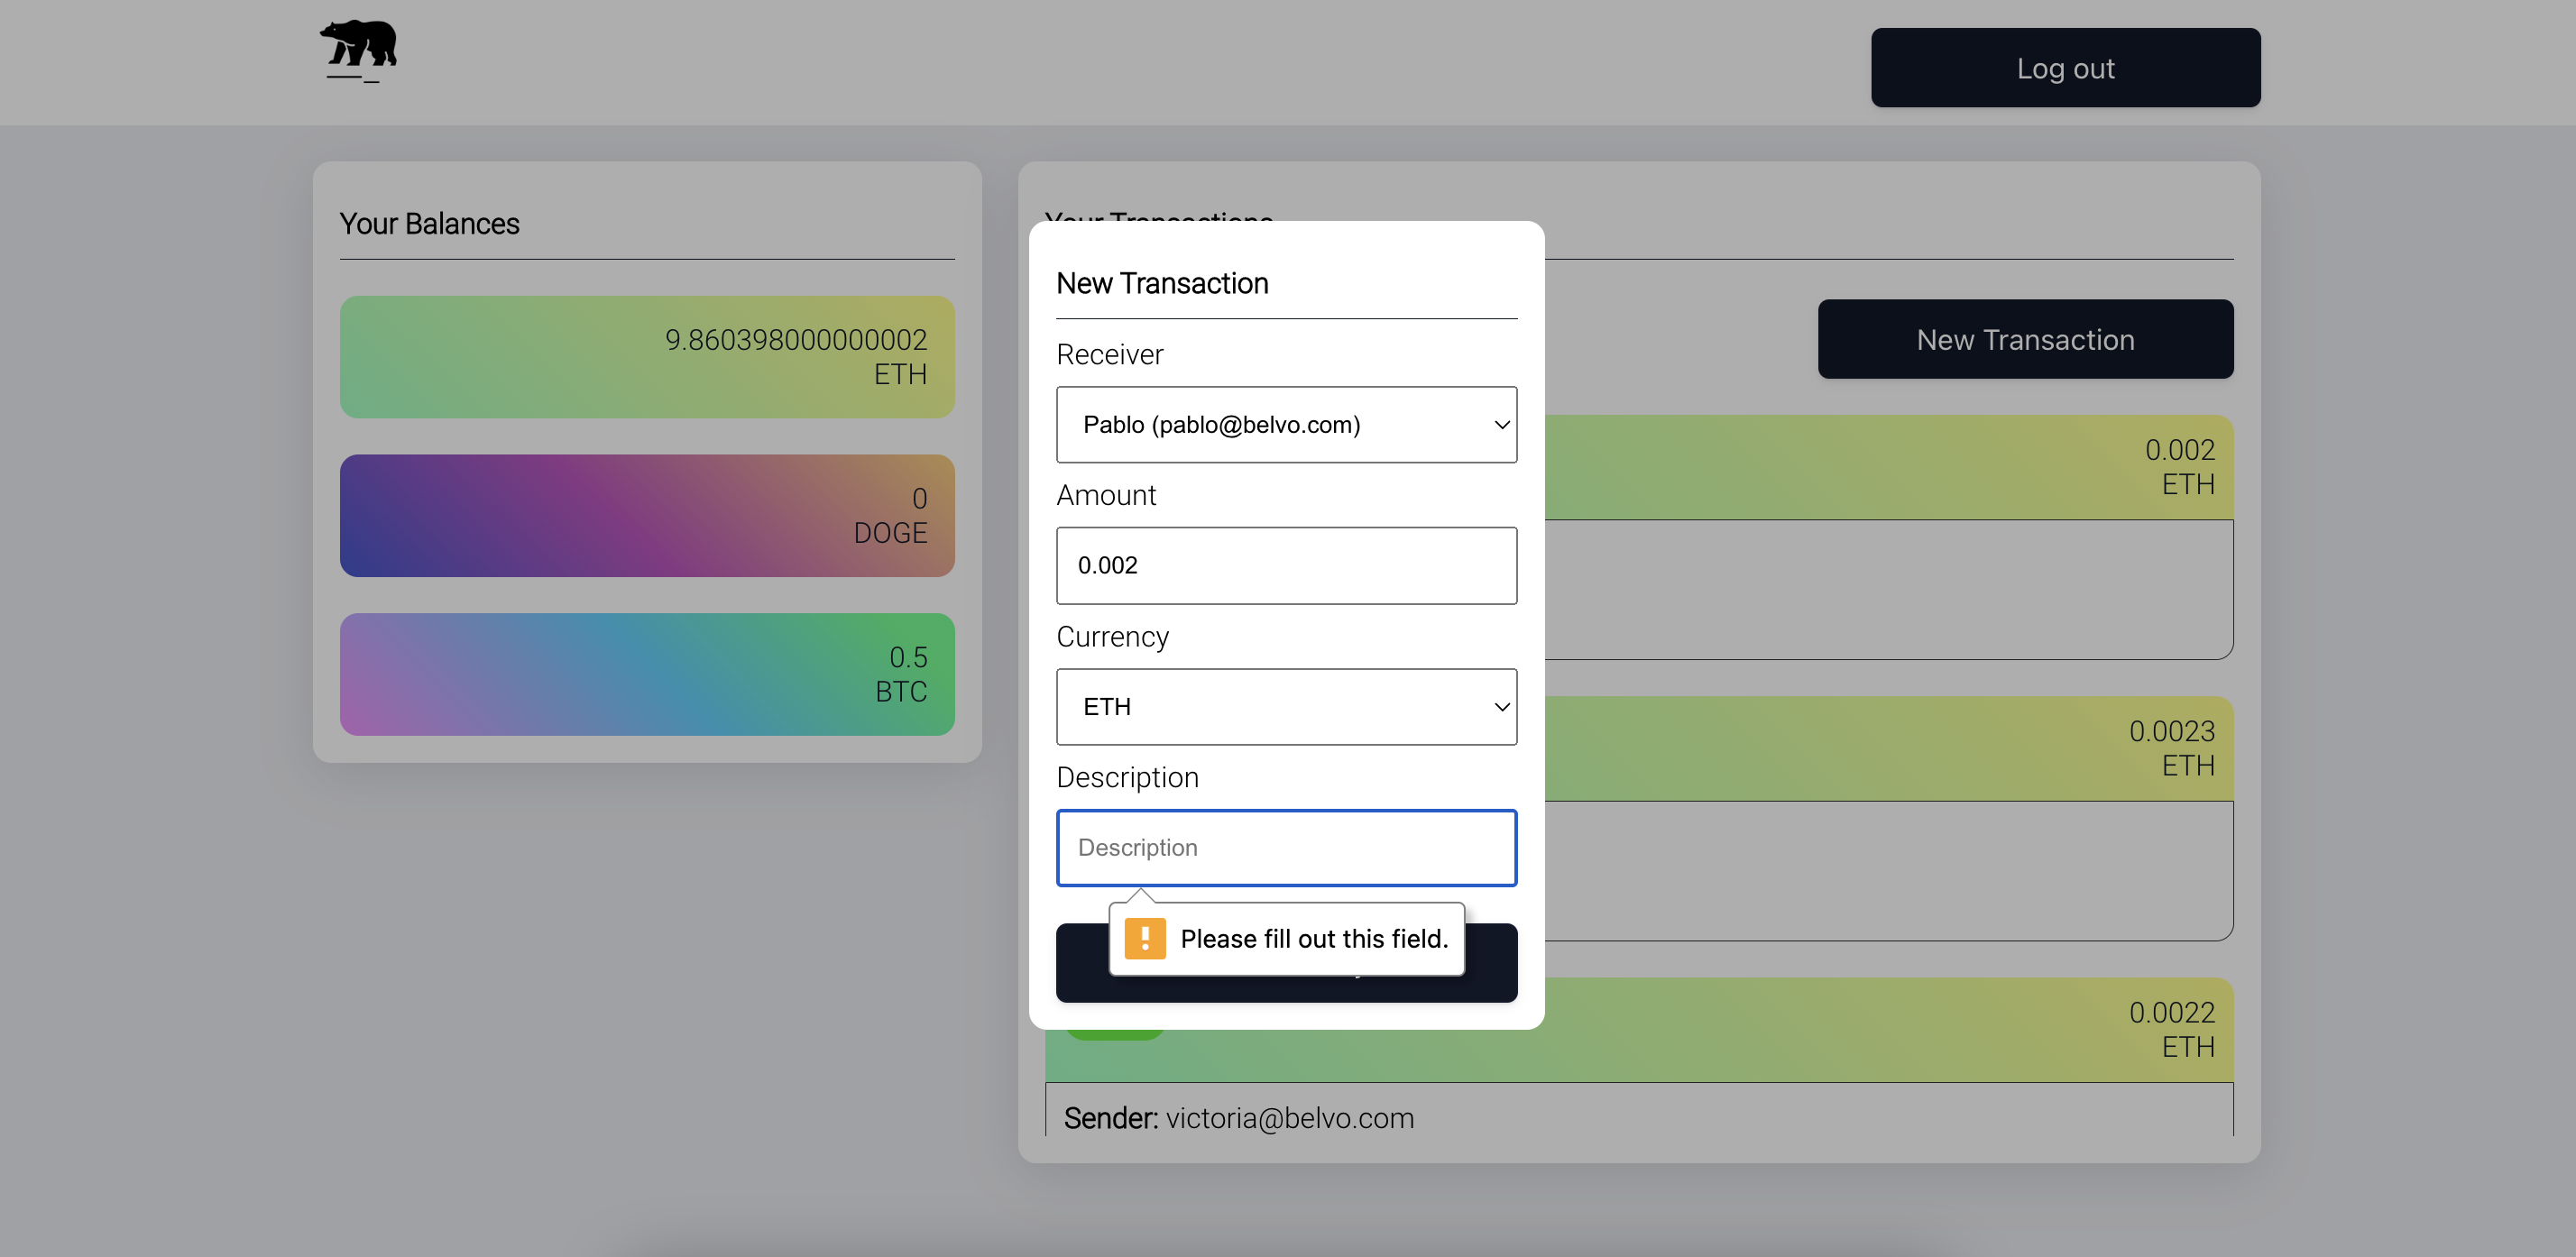 Log out
Your Balances
9.860398000000002
ETH
0
DOGE
0.5
BTC
Your Transactions
New Transaction
0.002
ETH
0.0023
ETH
0.0022
ETH
Sender: victoria@belvo.com
New Transaction
Receiver
Pablo (pablo@belvo.com)
Amount
0.002
Currency
ETH
Description
Description
Please fill out this field.